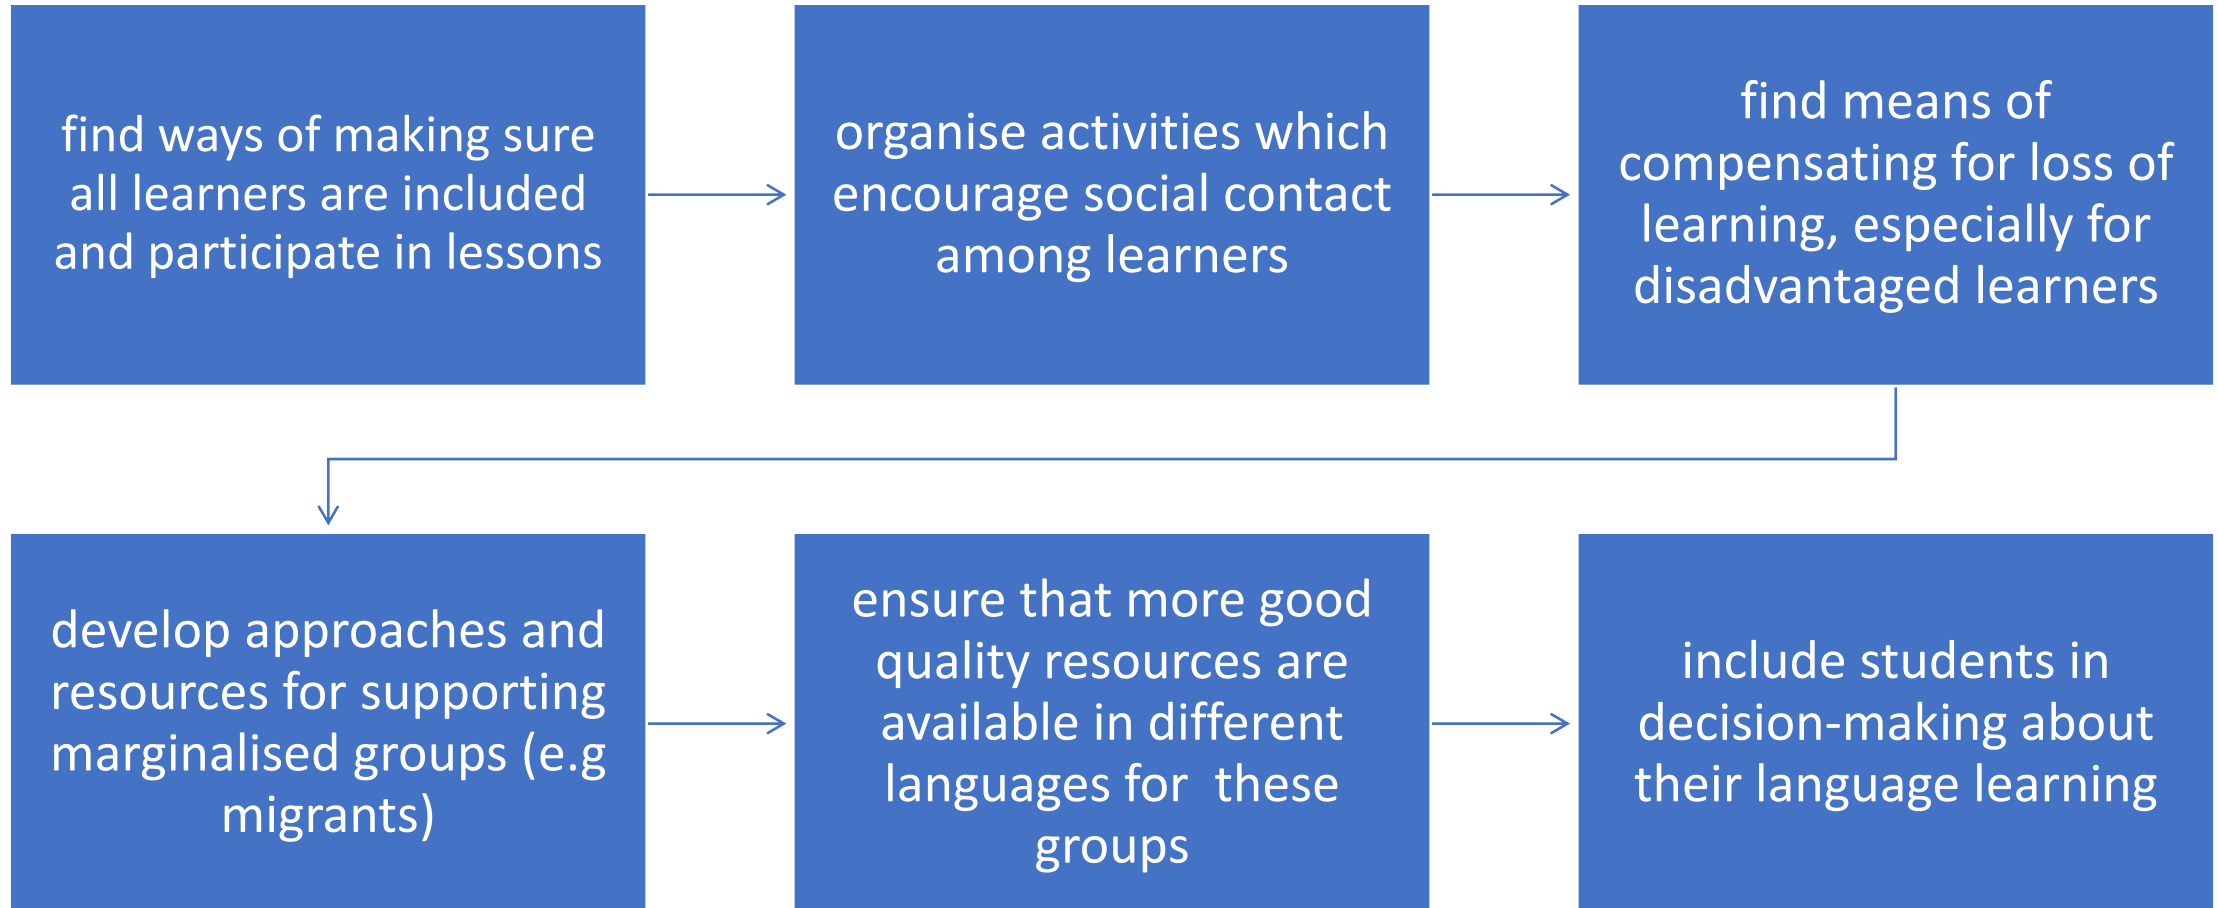 find ways of making sure
all learners are included
and participate in lessons
organise activities which
encourage social contact
among learners
find means of
compensating for loss of
learning, especially for
disadvantaged learners
develop approaches and
resources for supporting
marginalised groups (e.g
migrants)
ensure that more good
quality resources are
available in different
languages for  these
groups
include students in
decision-making about
their language learning